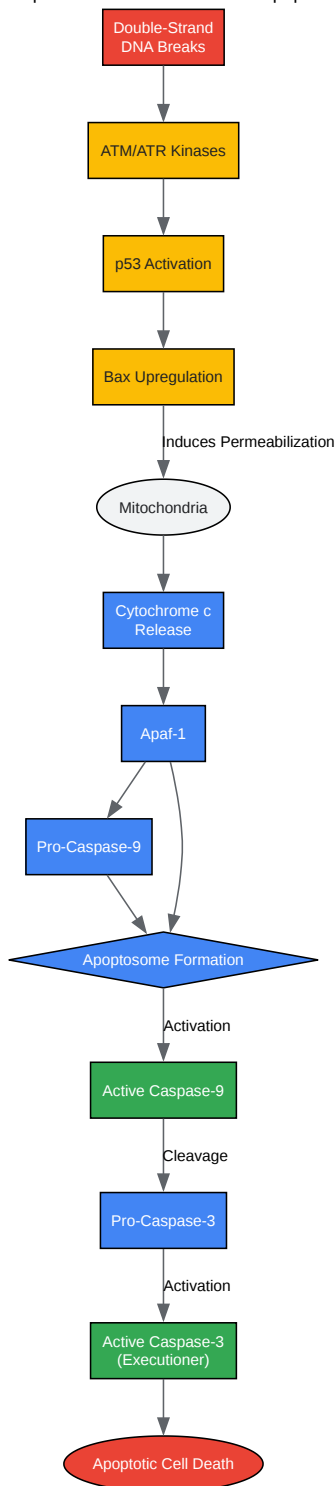 Double-Strand
DNA Breaks
ATM/ATR Kinases
p53 Activation
Bax Upregulation
Induces Permeabilization
Mitochondria
Cytochrome c
Release
Apaf-1
Pro-Caspase-9
Apoptosome Formation
Activation
Active Caspase-9
Cleavage
Pro-Caspase-3
Activation
Active Caspase-3
(Executioner)
Apoptotic Cell Death